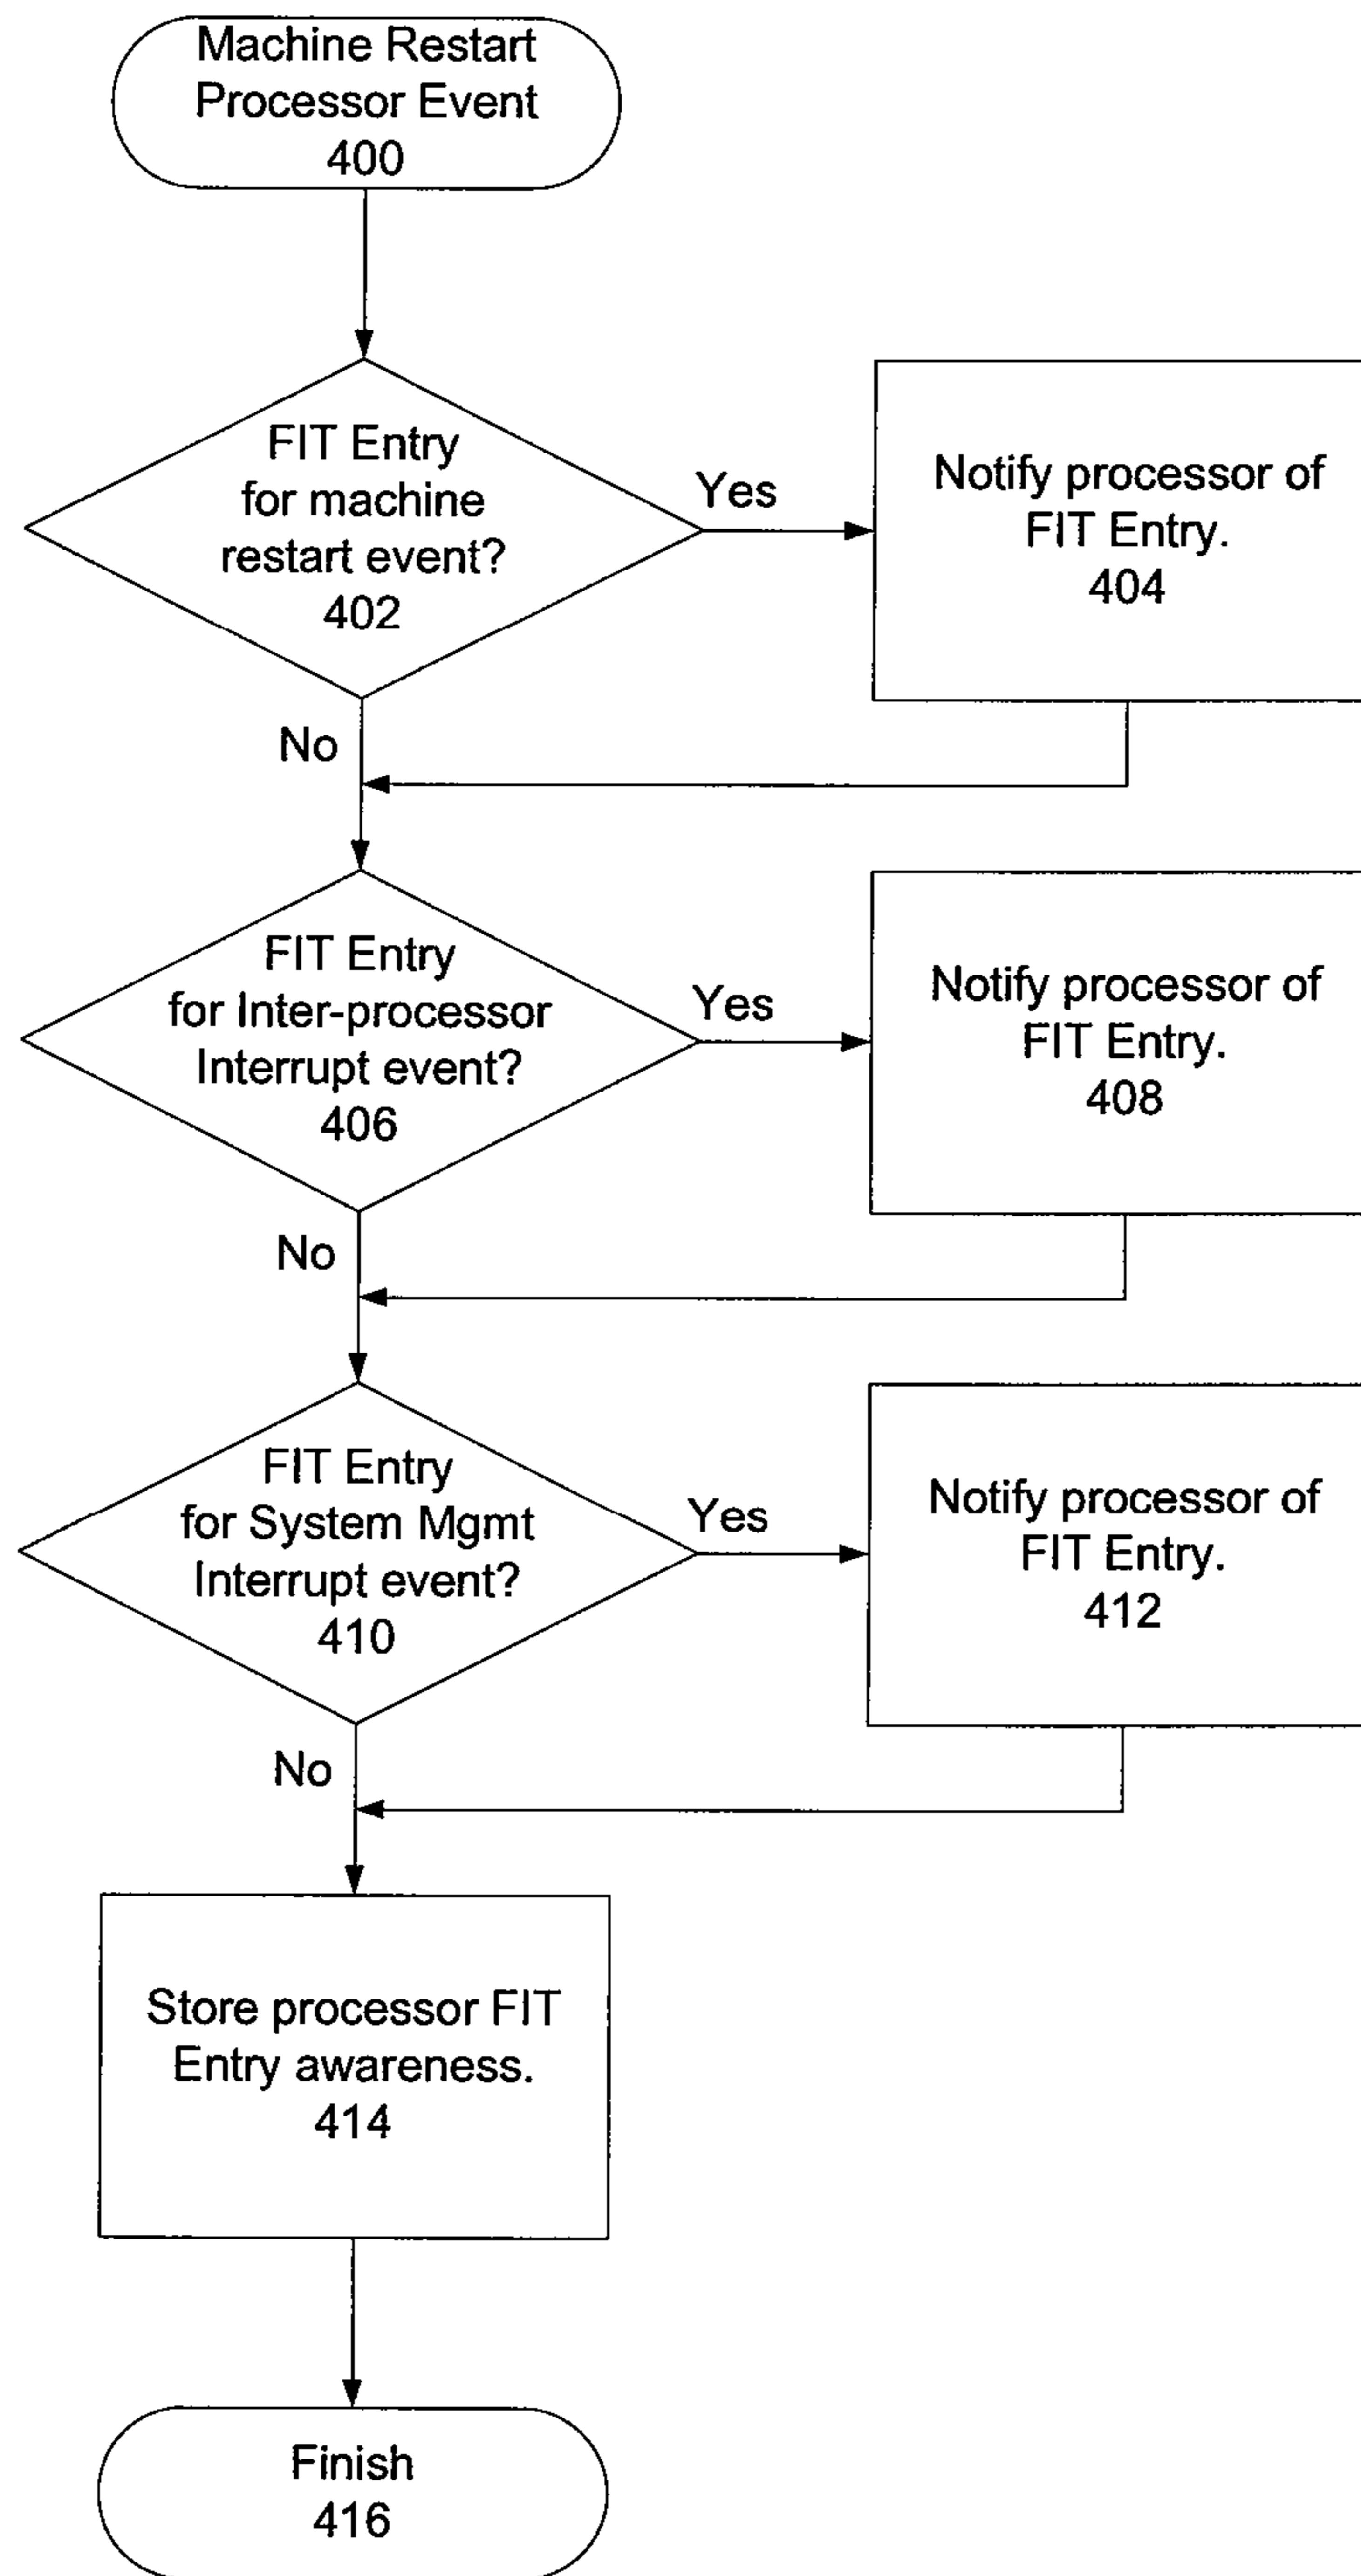 Machine Restart
Processor Event
400
FIT Entry
for machine
restart event?
402
Yes
Notify processor of
FIT Entry.
404
No
FIT Entry
for Inter-processor
Interrupt event?
406
Yes
Notify processor of
FIT Entry.
408
No
FIT Entry
for System Mgmt
Interrupt event?
410
Yes
Notify processor of
FIT Entry.
412
No
Store processor FIT
Entry awareness.
414
Finish
416